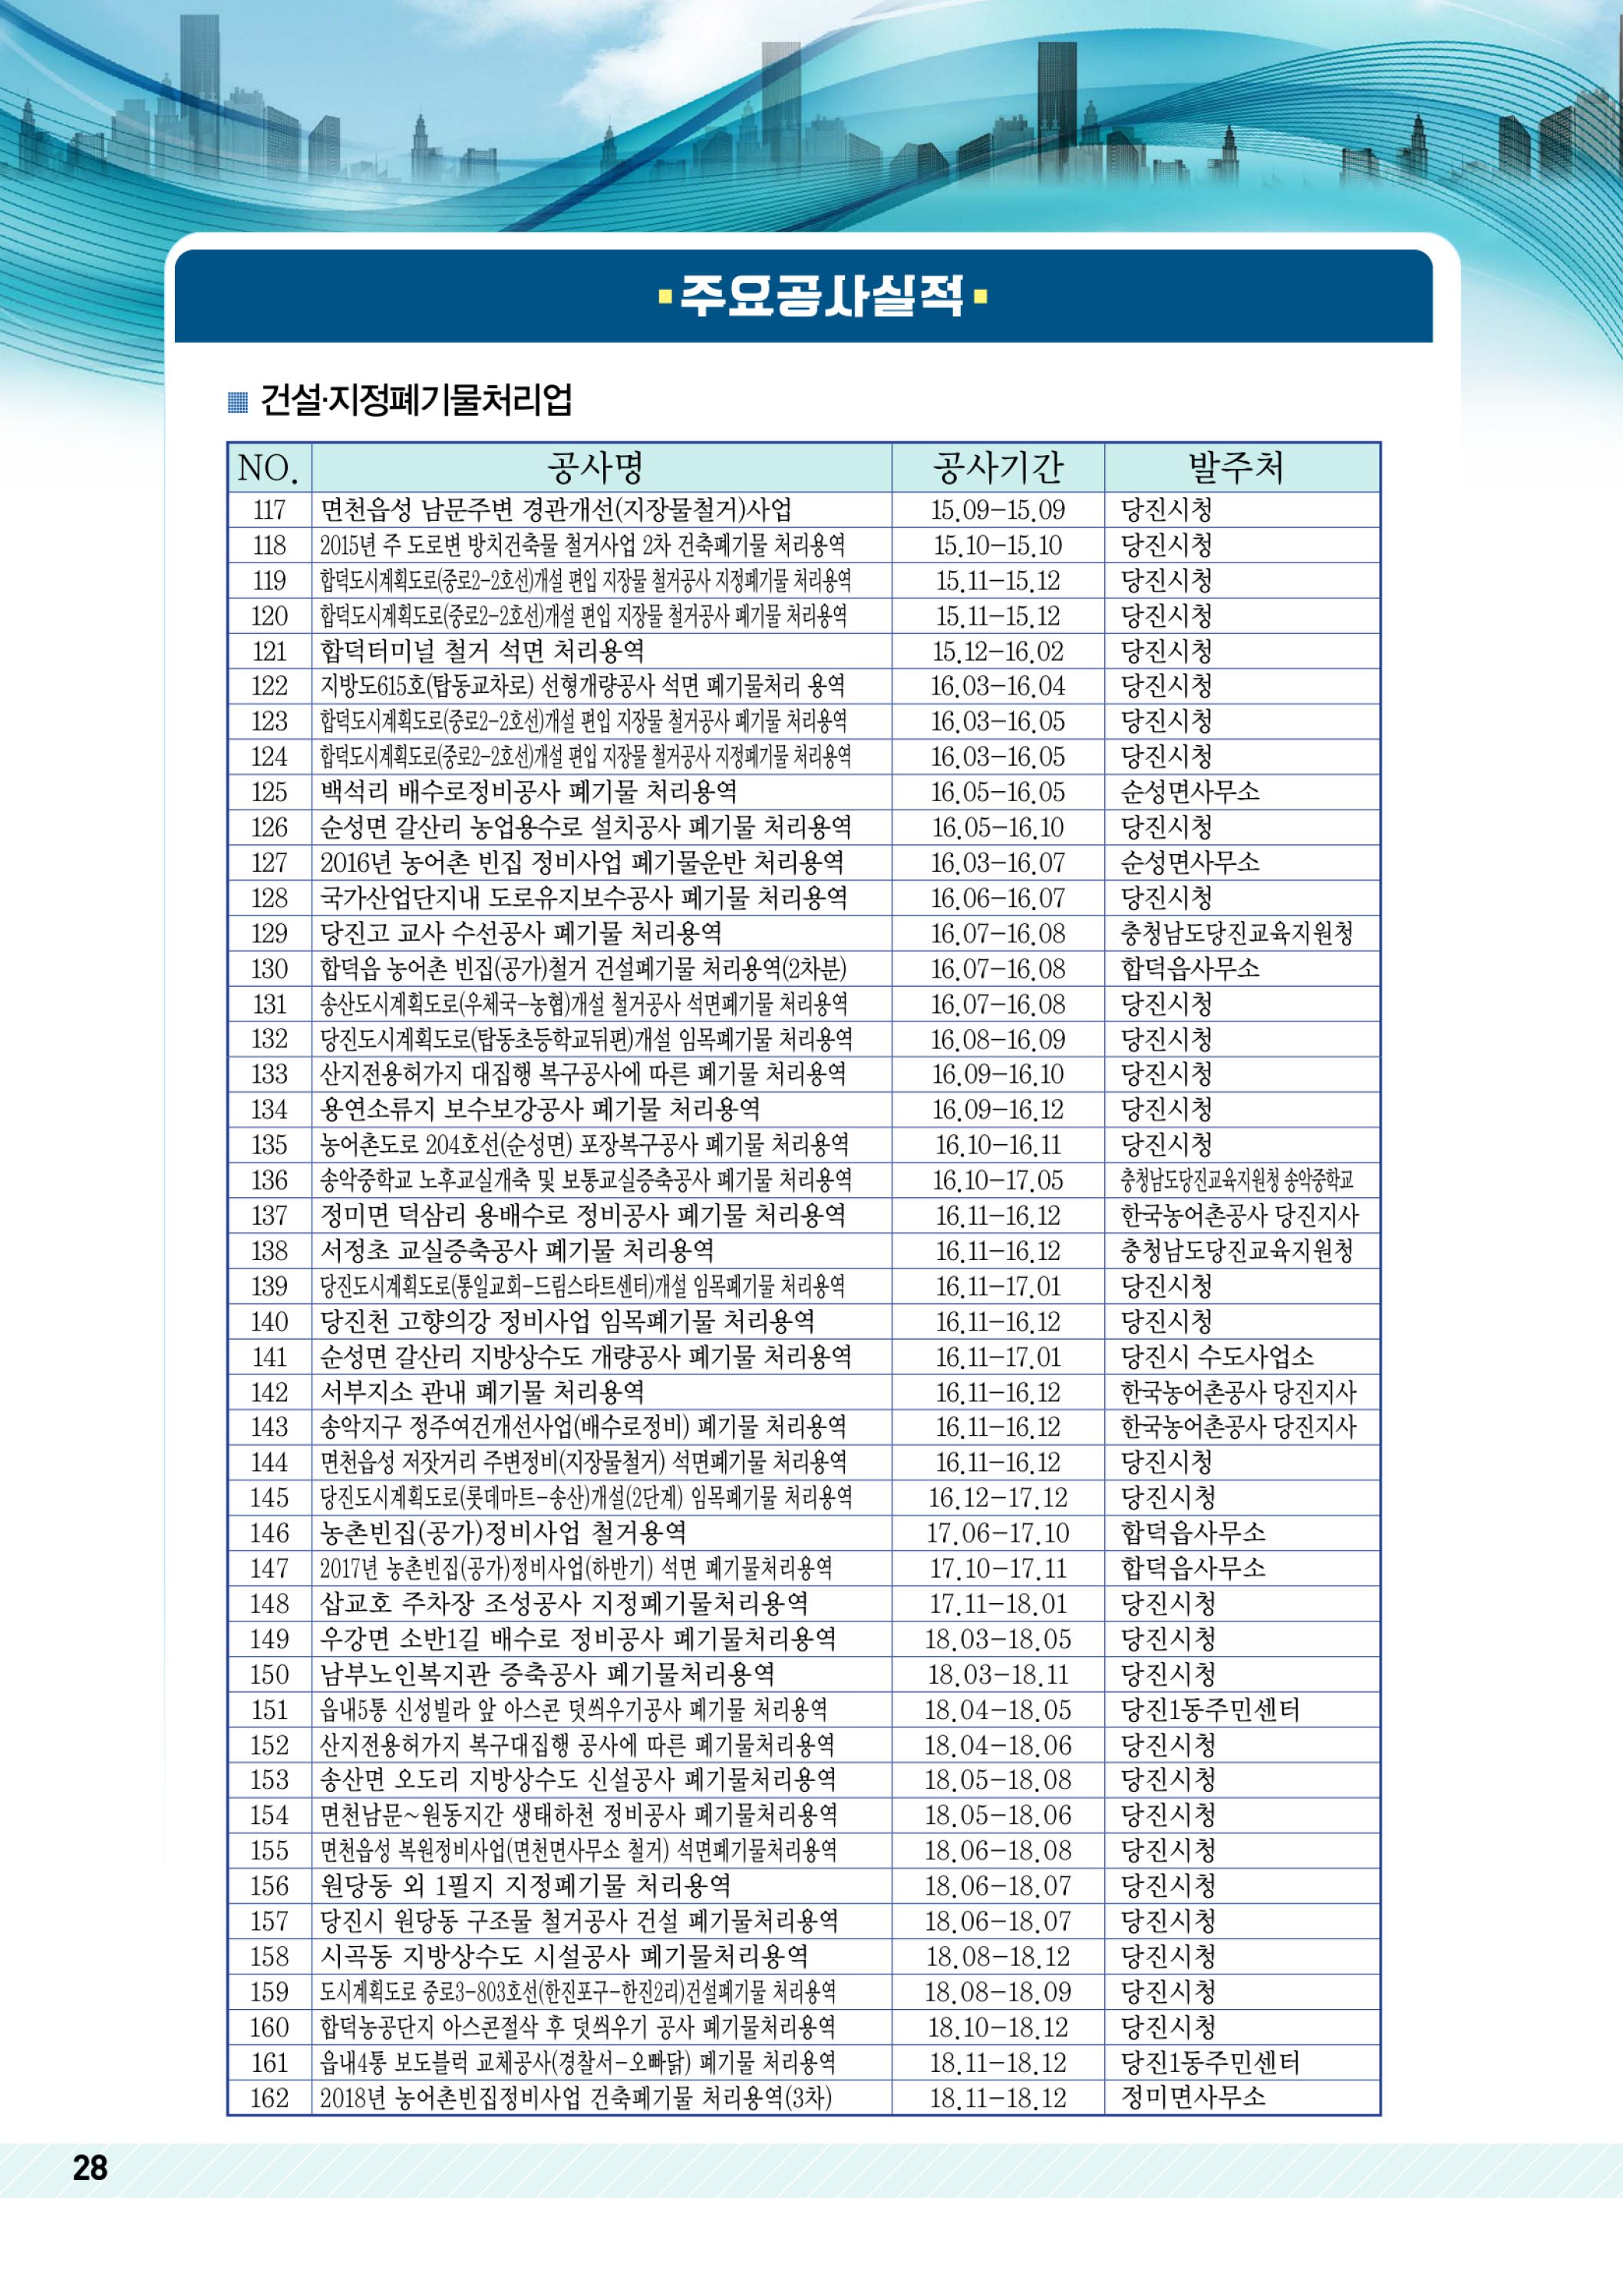 주요공사실적
건설·지정폐기물처리업
NO. 공사명 공사기간 발주처
117 면천읍성 남문주변 경관개선(지장물철거)사업 15.09-15.09 당진시청
118 2015년 주 도로변 방치건축물 철거사업 2차 건축폐기물 처리용역 15.10-15.10 당진시청
119 합덕도시계획도로(중로2-2호선)개설 편입 지장물 철거공사 지정폐기물 처리용역 15.11-15.12 당진시청
120 합덕도시계획도로(중로2-2호선)개설 편입 지장물 철거공사 폐기물 처리용역 15.11-15.12 당진시청
121 합덕터미널 철거 석면 처리용역 15.12-16.02 당진시청
122 지방도615호(탑동교차로) 선형개량공사 석면 폐기물처리 용역 16.03-16.04 당진시청
123 합덕도시계획도로(중로2-2호선)개설 편입 지장물 철거공사 폐기물 처리용역 16.03-16.05 당진시청
124 합덕도시계획도로(중로2-2호선)개설 편입 지장물 철거공사 지정폐기물 처리용역 16.03-16.05 당진시청
125 백석리 배수로정비공사 폐기물 처리용역 16.05-16.05 순성면사무소
126 순성면 갈산리 농업용수로 설치공사 폐기물 처리용역 16.05-16.10 당진시청
127 2016년 농어촌 빈집 정비사업 폐기물운반 처리용역 16.03-16.07 순성면사무소
128 국가산업단지내 도로유지보수공사 폐기물 처리용역 16.06-16.07 당진시청
129 당진고 교사 수선공사 폐기물 처리용역 16.07-16.08 충청남도당진교육지원청
130 합덕읍 농어촌 빈집(공가)철거 건설폐기물 처리용역(2차분) 16.07-16.08 합덕읍사무소
131 송산도시계획도로(우체국-농협)개설 철거공사 석면폐기물 처리용역 16.07-16.08 당진시청
132 당진도시계획도로(탑동초등학교뒤편)개설 임목폐기물 처리용역 16.08-16.09 당진시청
133 산지전용허가지 대집행 복구공사에 따른 폐기물 처리용역 16.09-16.10 당진시청
134 용연소류지 보수보강공사 폐기물 처리용역 16.09-16.12 당진시청
135 농어촌도로 204호선(순성면) 포장복구공사 폐기물 처리용역 16.10-16.11 당진시청
136 송악중학교 노후교실개축 및 보통교실증축공사 폐기물 처리용역 16.10-17.05 충청남도당진교육지원청 송악중학교
137 정미면 덕삼리 용배수로 정비공사 폐기물 처리용역 16.11-16.12 한국농어촌공사 당진지사
138 서정초 교실증축공사 폐기물 처리용역 16.11-16.12 충청남도당진교육지원청
139 당진도시계획도로(통일교회-드림스타트센터)개설 임목폐기물 처리용역 16.11-17.01 당진시청
140 당진천 고향의강 정비사업 임목폐기물 처리용역 16.11-16.12 당진시청
141 순성면 갈산리 지방상수도 개량공사 폐기물 처리용역 16.11-17.01 당진시 수도사업소
142 서부지소 관내 폐기물 처리용역 16.11-16.12 한국농어촌공사 당진지사
143 송악지구 정주여건개선사업(배수로정비) 폐기물 처리용역 16.11-16.12 한국농어촌공사 당진지사
144 면천읍성 저잣거리 주변정비(지장물철거) 석면폐기물 처리용역 16.11-16.12 당진시청
145 당진도시계획도로(롯데마트-송산)개설(2단계) 임목폐기물 처리용역 16.12-17.12 당진시청
146 농촌빈집(공가)정비사업 철거용역 17.06-17.10 합덕읍사무소
147 2017년 농촌빈집(공가)정비사업(하반기) 석면 폐기물처리용역 17.10-17.11 합덕읍사무소
148 삽교호 주차장 조성공사 지정폐기물처리용역 17.11-18.01 당진시청
149 우강면 소반1길 배수로 정비공사 폐기물처리용역 18.03-18.05 당진시청
150 남부노인복지관 증축공사 폐기물처리용역 18.03-18.11 당진시청
151 읍내5통 신성빌라 앞 아스콘 덧씌우기공사 폐기물 처리용역 18.04-18.05 당진1동주민센터
152 산지전용허가지 복구대집행 공사에 따른 폐기물처리용역 18.04-18.06 당진시청
153 송산면 오도리 지방상수도 신설공사 폐기물처리용역 18.05-18.08 당진시청
154 면천남문~원동지간 생태하천 정비공사 폐기물처리용역 18.05-18.06 당진시청
155 면천읍성 복원정비사업(면천면사무소 철거) 석면폐기물처리용역 18.06-18.08 당진시청
156 원당동 외 1필지 지정폐기물 처리용역 18.06-18.07 당진시청
157 당진시 원당동 구조물 철거공사 건설 폐기물처리용역 18.06-18.07 당진시청
158 시곡동 지방상수도 시설공사 폐기물처리용역 18.08-18.12 당진시청
159 도시계획도로 중로3-803호선(한진포구-한진2리)건설폐기물 처리용역 18.08-18.09 당진시청
160 합덕농공단지 아스콘절삭 후 덧씌우기 공사 폐기물처리용역 18.10-18.12 당진시청
161 읍내4통 보도블럭 교체공사(경찰서-오빠닭) 폐기물 처리용역 18.11-18.12 당진1동주민센터
162 2018년 농어촌빈집정비사업 건축폐기물 처리용역(3차) 18.11-18.12 정미면사무소
28